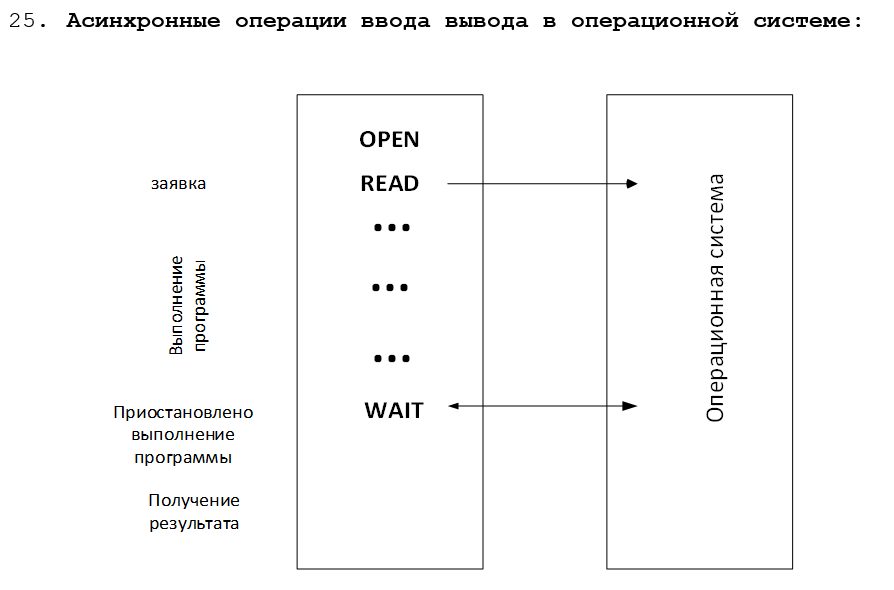 25. Асинхронные операции ввода вывода в операционной системе:
OPEN
заявка
READ
...
Выполнение
программы
...
...
Приостановлено
выполнение
программы
WAIT
Получение
результата
Операционная система